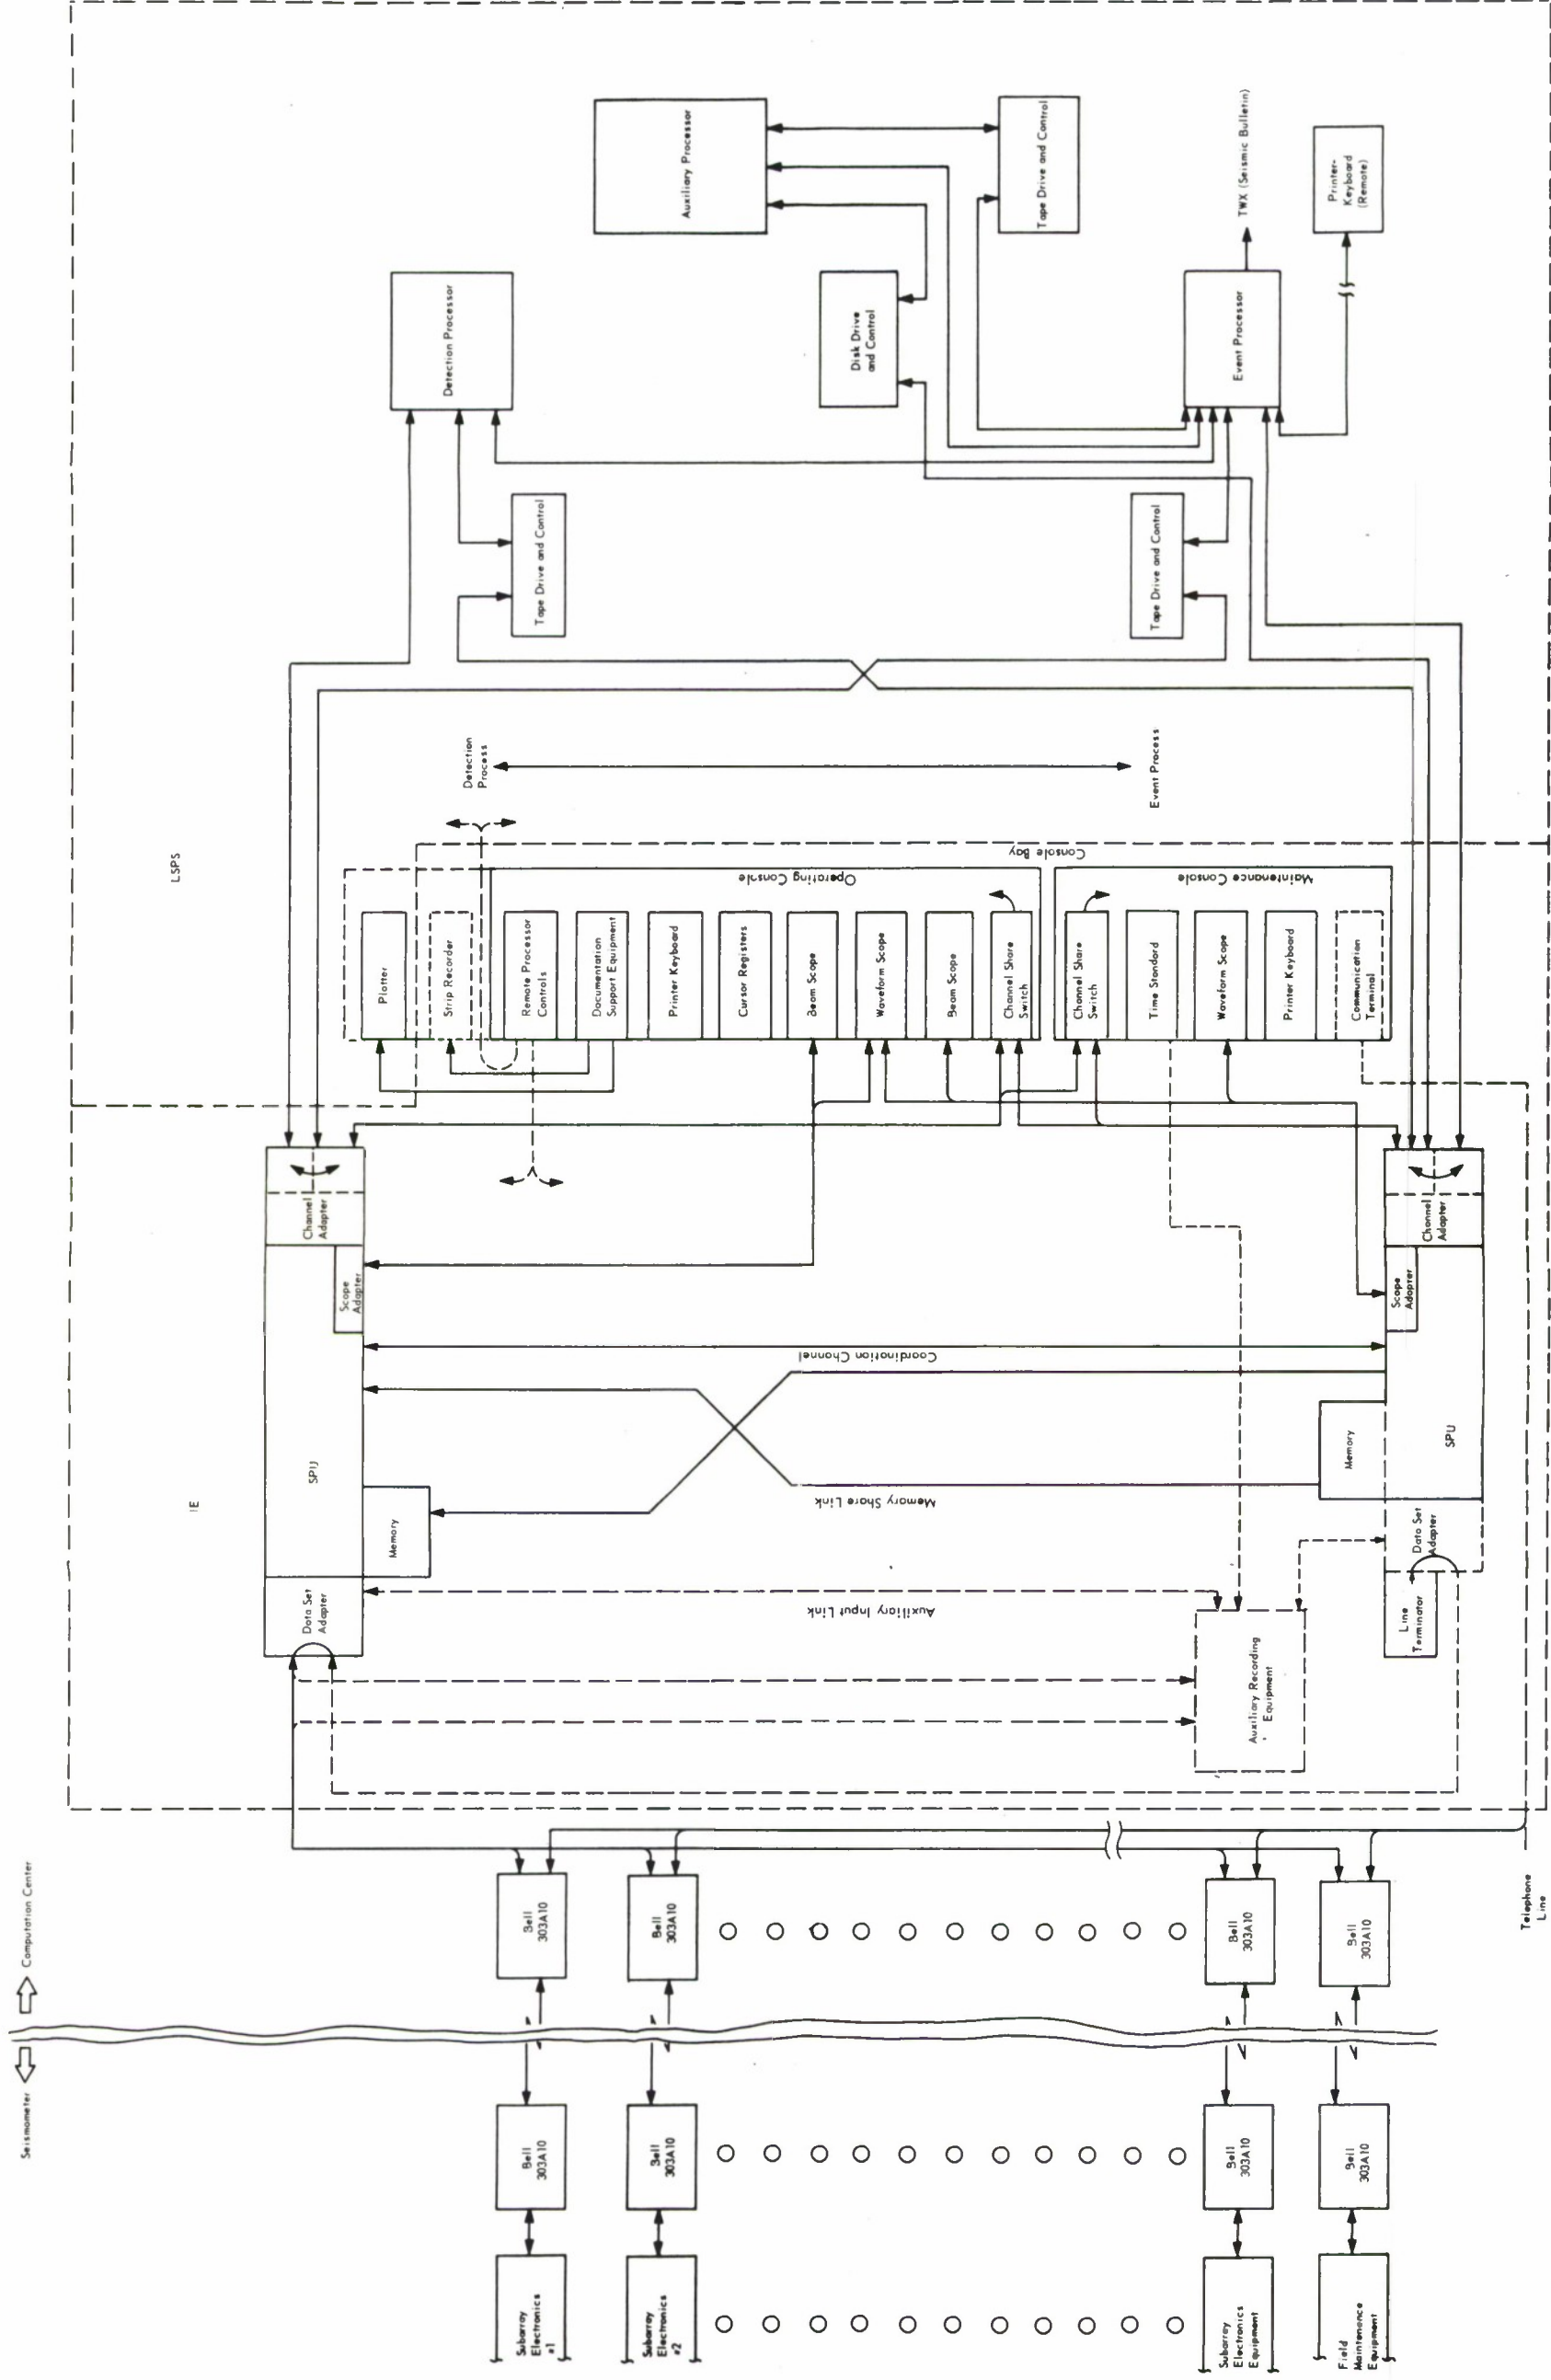 Seismometer
Computation Center
Subarray
Electronics
#1
Subarray
Electronics
#2
Subarray
Electronics
Equipment
Field
Maintenance
Equipment
Bell
303A10
Bell
303A10
Bell
303A10
Bell
303A10
Bell
303A10
Bell
303A10
Bell
303A10
Bell
303A10
Telephone
Line
IE
Data Set
Adapter
SPU
Memory
Scope
Adapter
Channel
Adapter
Auxiliary Input Link
Memory Share Link
Coordination Channel
Auxiliary Recording
Equipment
Line
Terminator
Data Set
Adapter
Memory
SPU
Scope
Adapter
Channel
Adapter
LSPS
Plotter
Strip Recorder
Remote Processor
Controls
Documentation
Support Equipment
Printer Keyboard
Cursor Registers
Beam Scope
Waveform Scope
Beam Scope
Channel Share
Switch
Operating Console
Channel Share
Switch
Time Standard
Waveform Scope
Printer Keyboard
Communication
Terminal
Maintenance Console
Console Bay
Detection
Process
Event Process
Tape Drive and Control
Tape Drive and Control
Detection Processor
Disk Drive
and Control
Event Processor
Auxiliary Processor
Tape Drive and Control
TWX (Seismic Bulletin)
Printer-
Keyboard
(Remote)